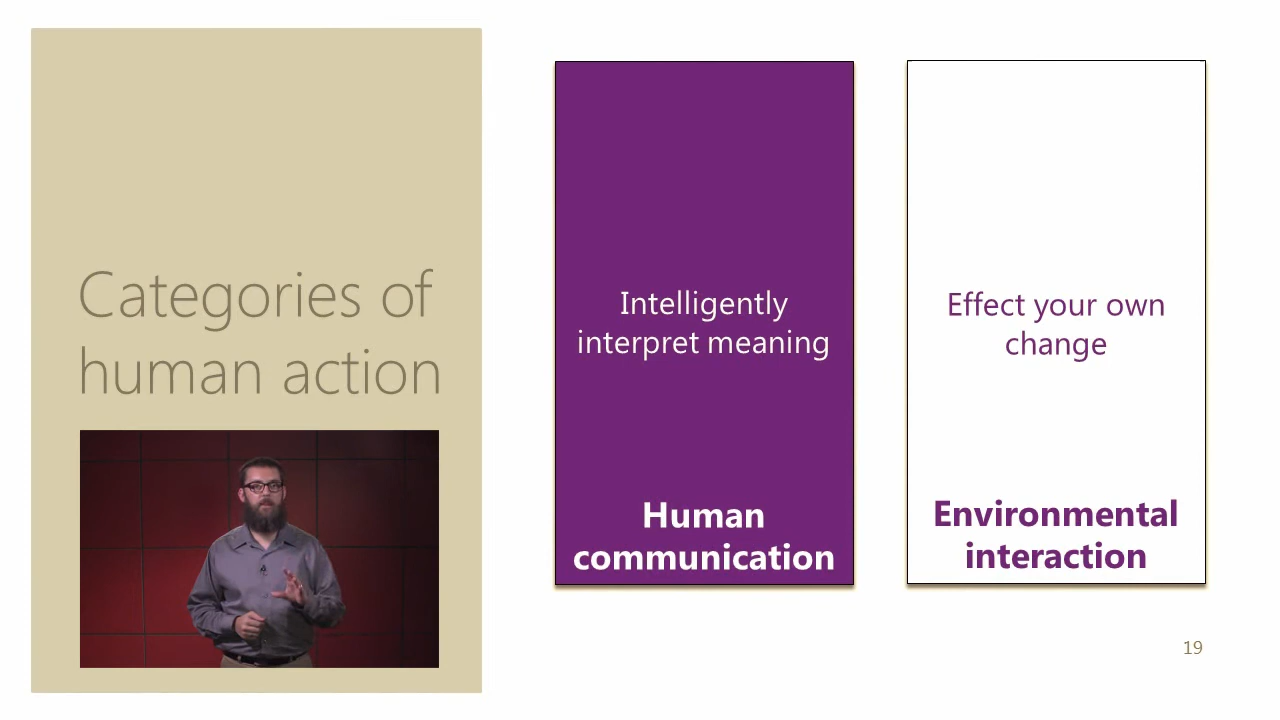 Categories of
human action
Intelligently
interpret meaning
Human
communication
Effect your own
change
Environmental
interaction
19